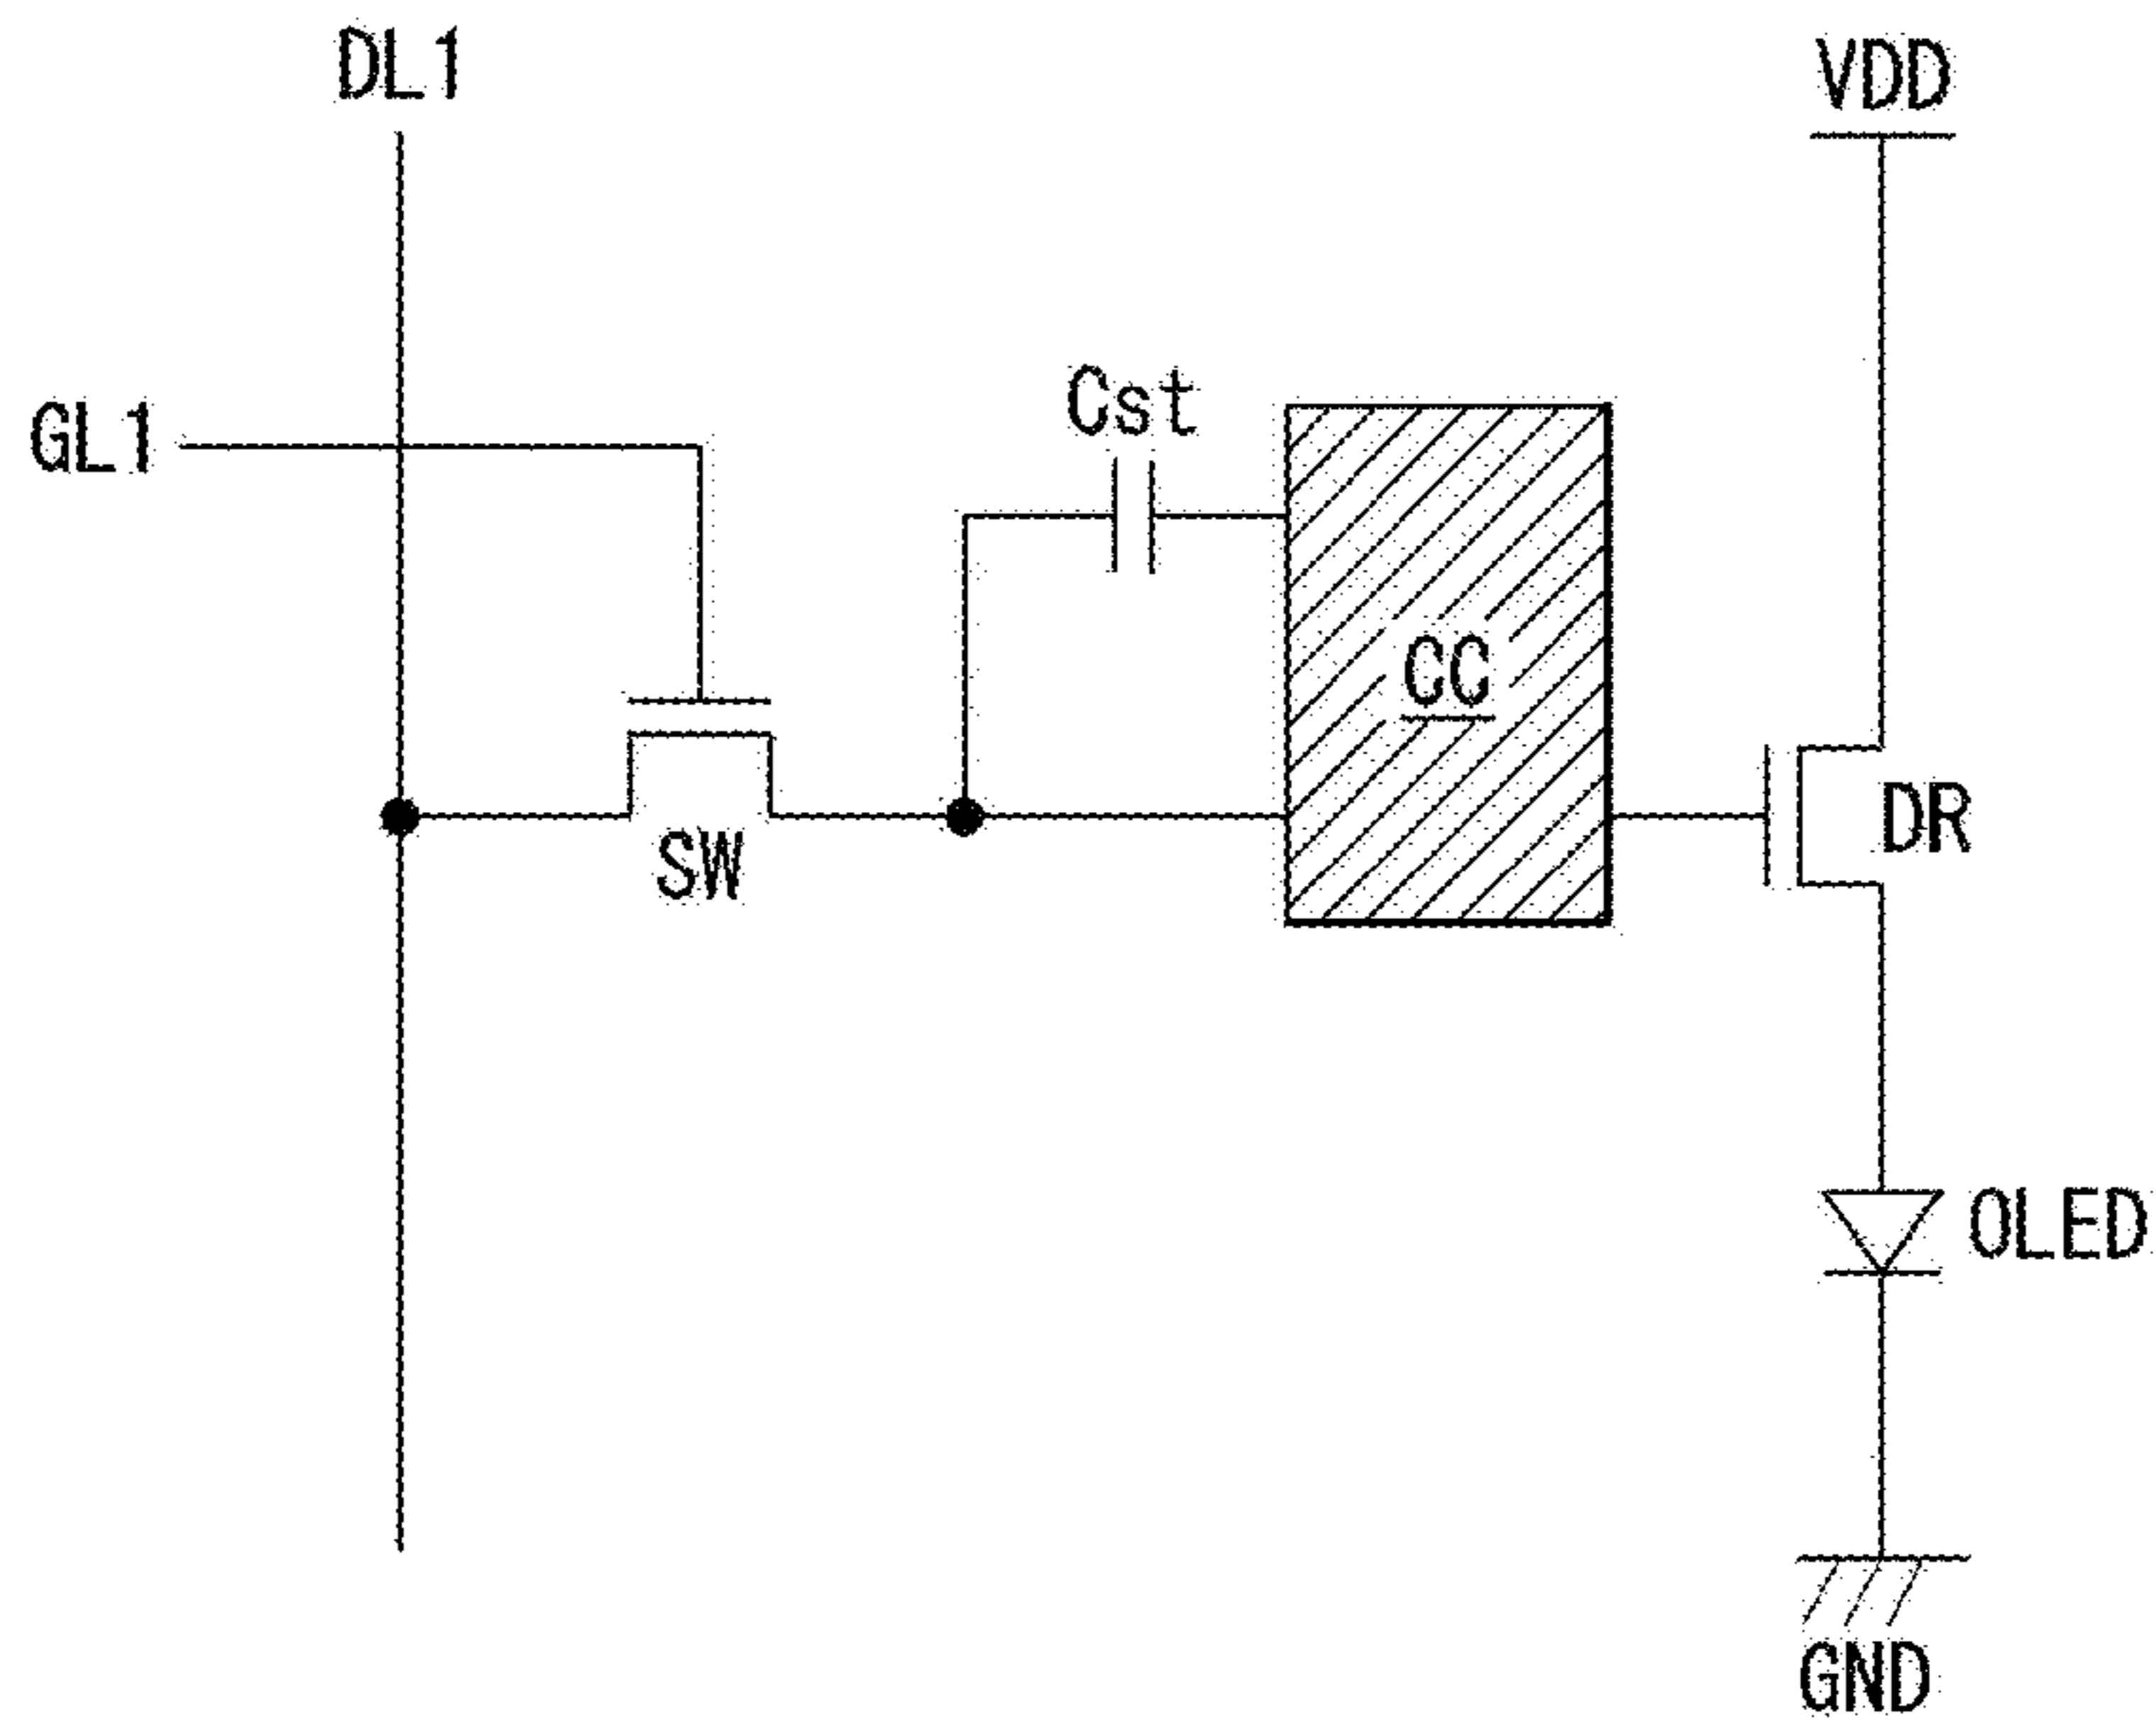 DL1
VDD
Cst
GL1
CC
DR
SW
OLED
GND